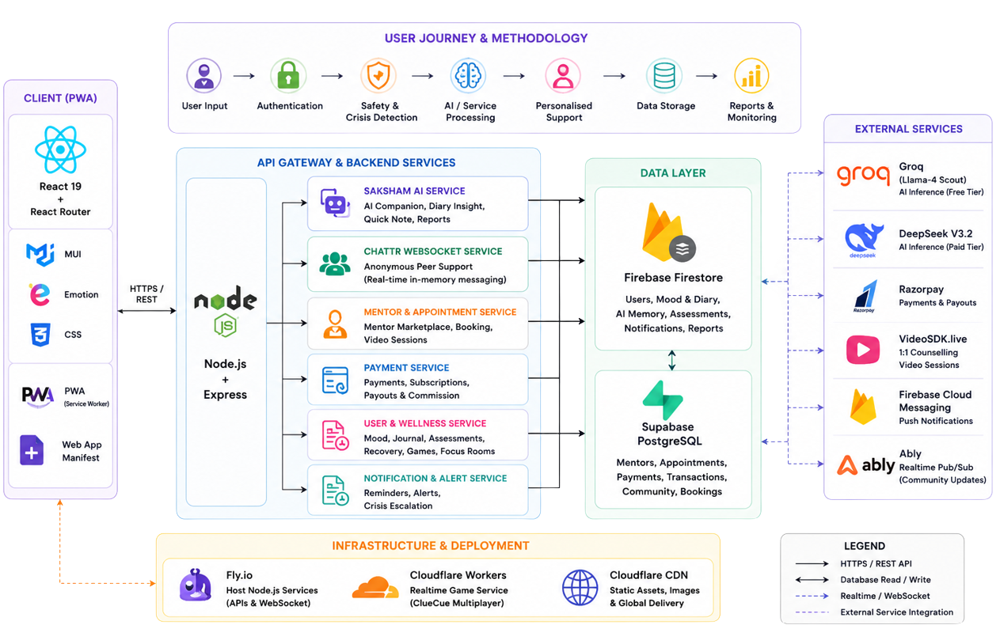 USER JOURNEY & METHODOLOGY
User Input
Authentication
Safety &
Crisis Detection
AI / Service
Processing
Personalised
Support
Data Storage
Reports &
Monitoring
CLIENT (PWA)
React 19
+
React Router
MUI
Emotion
CSS
PWA
PWA
(Service Worker)
Web App
Manifest
HTTPS /
REST
API GATEWAY & BACKEND SERVICES
node
JS
Node.js
+
Express
SAKSHAM AI SERVICE
AI Companion, Diary Insight,
Quick Note, Reports
CHATTR WEBSOCKET SERVICE
Anonymous Peer Support
(Real-time in-memory messaging)
MENTOR & APPOINTMENT SERVICE
Mentor Marketplace, Booking,
Video Sessions
PAYMENT SERVICE
Payments, Subscriptions,
Payouts & Commission
USER & WELLNESS SERVICE
Mood, Journal, Assessments,
Recovery, Games, Focus Rooms
NOTIFICATION & ALERT SERVICE
Reminders, Alerts,
Crisis Escalation
DATA LAYER
Firebase Firestore
Users, Mood & Diary,
AI Memory, Assessments,
Notifications, Reports
Supabase
PostgreSQL
Mentors, Appointments,
Payments, Transactions,
Community, Bookings
EXTERNAL SERVICES
groq
Groq
(Llama-4 Scout)
AI Inference (Free Tier)
deepseek
DeepSeek V3.2
AI Inference (Paid Tier)
Razorpay
Razorpay
Payments & Payouts
VideoSDK.live
1:1 Counselling
Video Sessions
Firebase Cloud
Messaging
Push Notifications
ably
Ably
Realtime Pub/Sub
(Community Updates)
INFRASTRUCTURE & DEPLOYMENT
Fly.io
Host Node.js Services
(APIs & WebSocket)
Cloudflare Workers
Realtime Game Service
(ClueCue Multiplayer)
Cloudflare CDN
Static Assets, Images
& Global Delivery
LEGEND
HTTPS / REST API
Database Read / Write
Realtime / WebSocket
External Service Integration